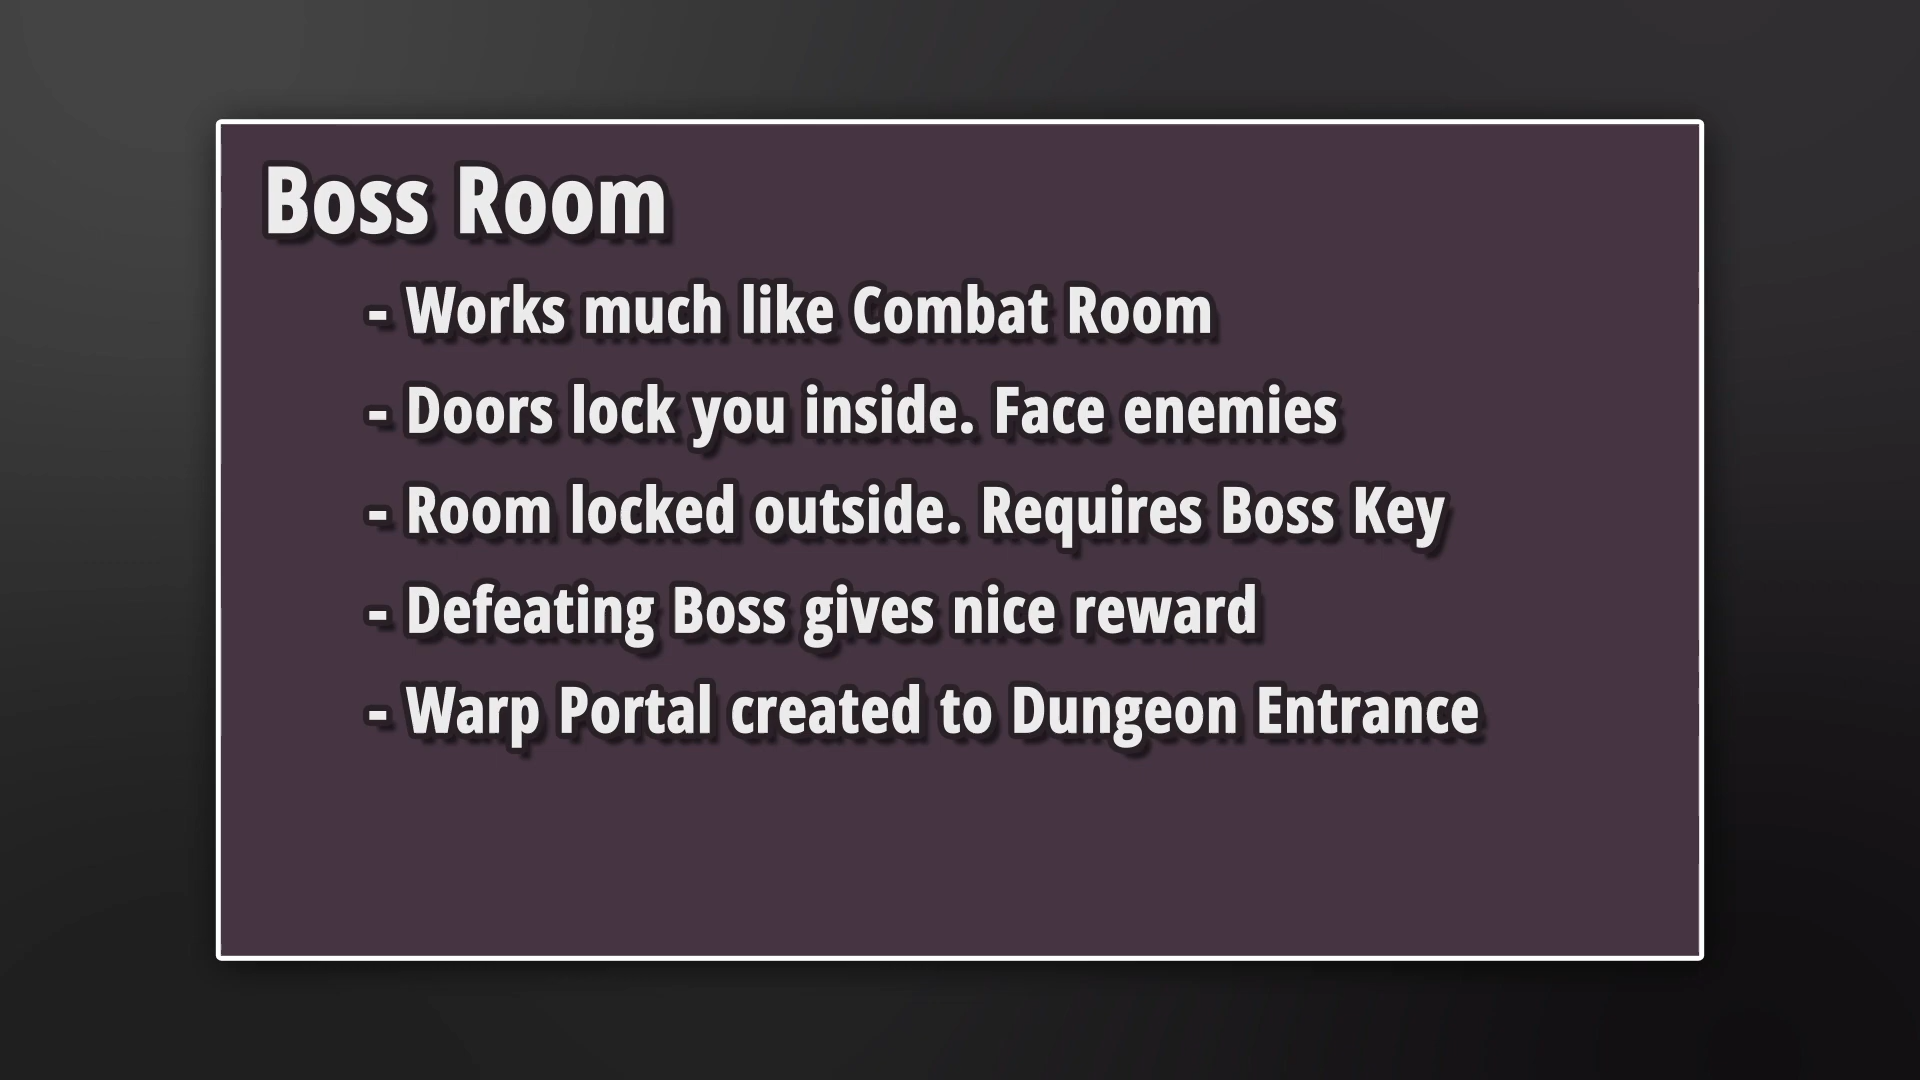 Boss Room
- Works much like Combat Room
- Doors lock you inside. Face enemies
- Room locked outside. Requires Boss Key
- Defeating Boss gives nice reward
- Warp Portal created to Dungeon Entrance